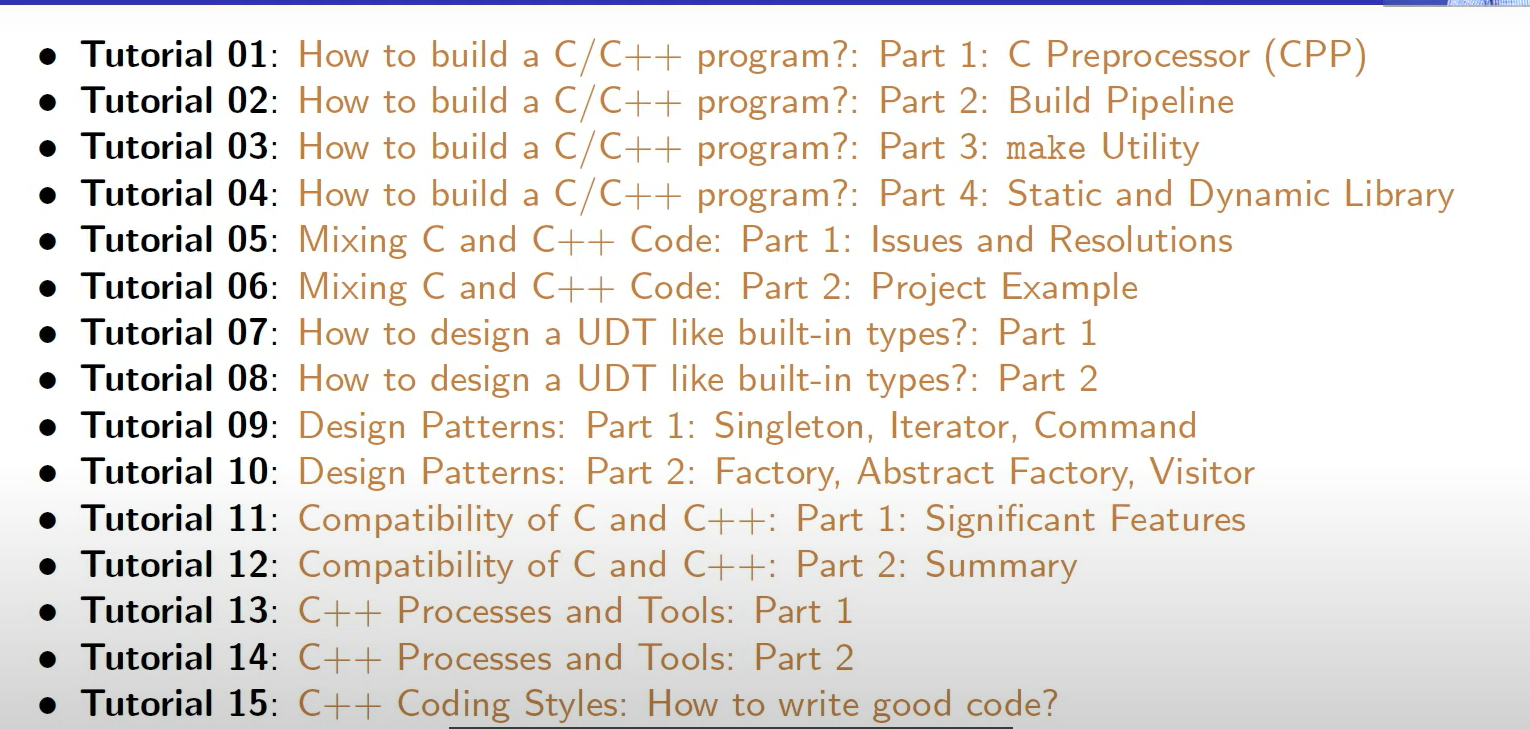 • Tutorial 01: How to build a C/C++ program?: Part 1: C Preprocessor (CPP)
• Tutorial 02: How to build a C/C++ program?: Part 2: Build Pipeline
• Tutorial 03: How to build a C/C++ program?: Part 3: make Utility
• Tutorial 04: How to build a C/C++ program?: Part 4: Static and Dynamic Library
• Tutorial 05: Mixing C and C++ Code: Part 1: Issues and Resolutions
• Tutorial 06: Mixing C and C++ Code: Part 2: Project Example
• Tutorial 07: How to design a UDT like built-in types?: Part 1
• Tutorial 08: How to design a UDT like built-in types?: Part 2
• Tutorial 09: Design Patterns: Part 1: Singleton, Iterator, Command
• Tutorial 10: Design Patterns: Part 2: Factory, Abstract Factory, Visitor
• Tutorial 11: Compatibility of C and C++: Part 1: Significant Features
• Tutorial 12: Compatibility of C and C++: Part 2: Summary
• Tutorial 13: C++ Processes and Tools: Part 1
• Tutorial 14: C++ Processes and Tools: Part 2
• Tutorial 15: C++ Coding Styles: How to write good code?